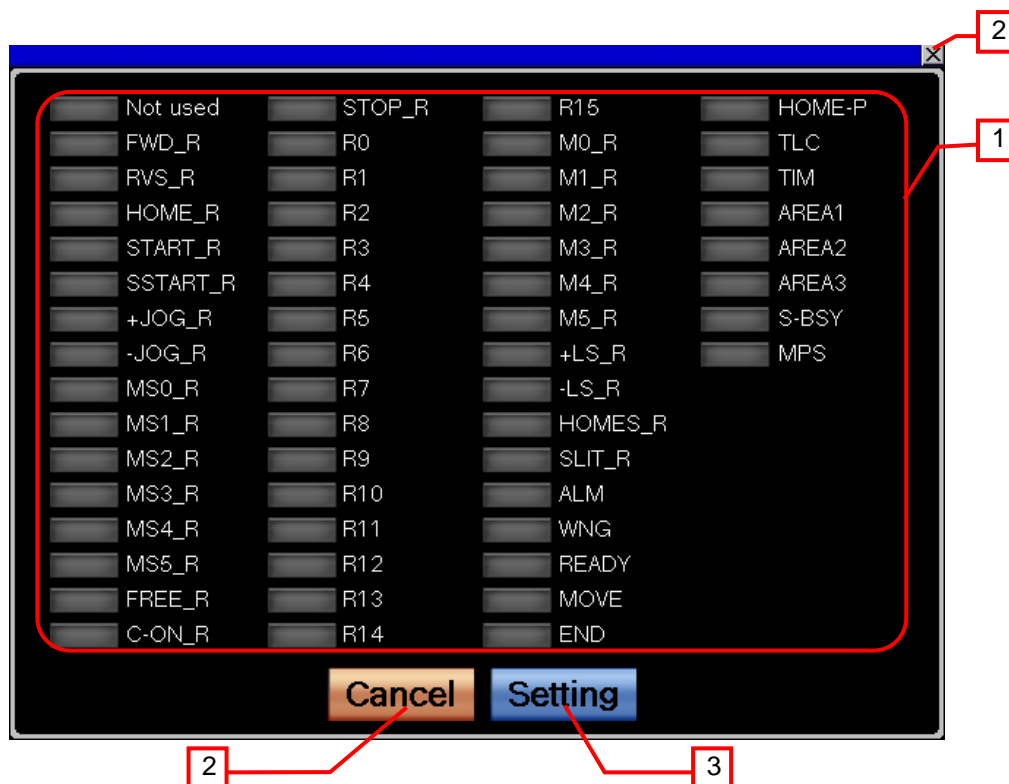 2
1
Not used
FWD_R
RVS_R
HOME_R
START_R
SSTART_R
+JOG_R
-JOG_R
MS0_R
MS1_R
MS2_R
MS3_R
MS4_R
MS5_R
FREE_R
C-ON_R
STOP_R
R0
R1
R2
R3
R4
R5
R6
R7
R8
R9
R10
R11
R12
R13
R14
R15
M0_R
M1_R
M2_R
M3_R
M4_R
M5_R
+LS_R
-LS_R
HOMES_R
SLIT_R
ALM
WNG
READY
MOVE
END
HOME-P
TLC
TIM
AREA1
AREA2
AREA3
S-BSY
MPS
Cancel
Setting
2
3